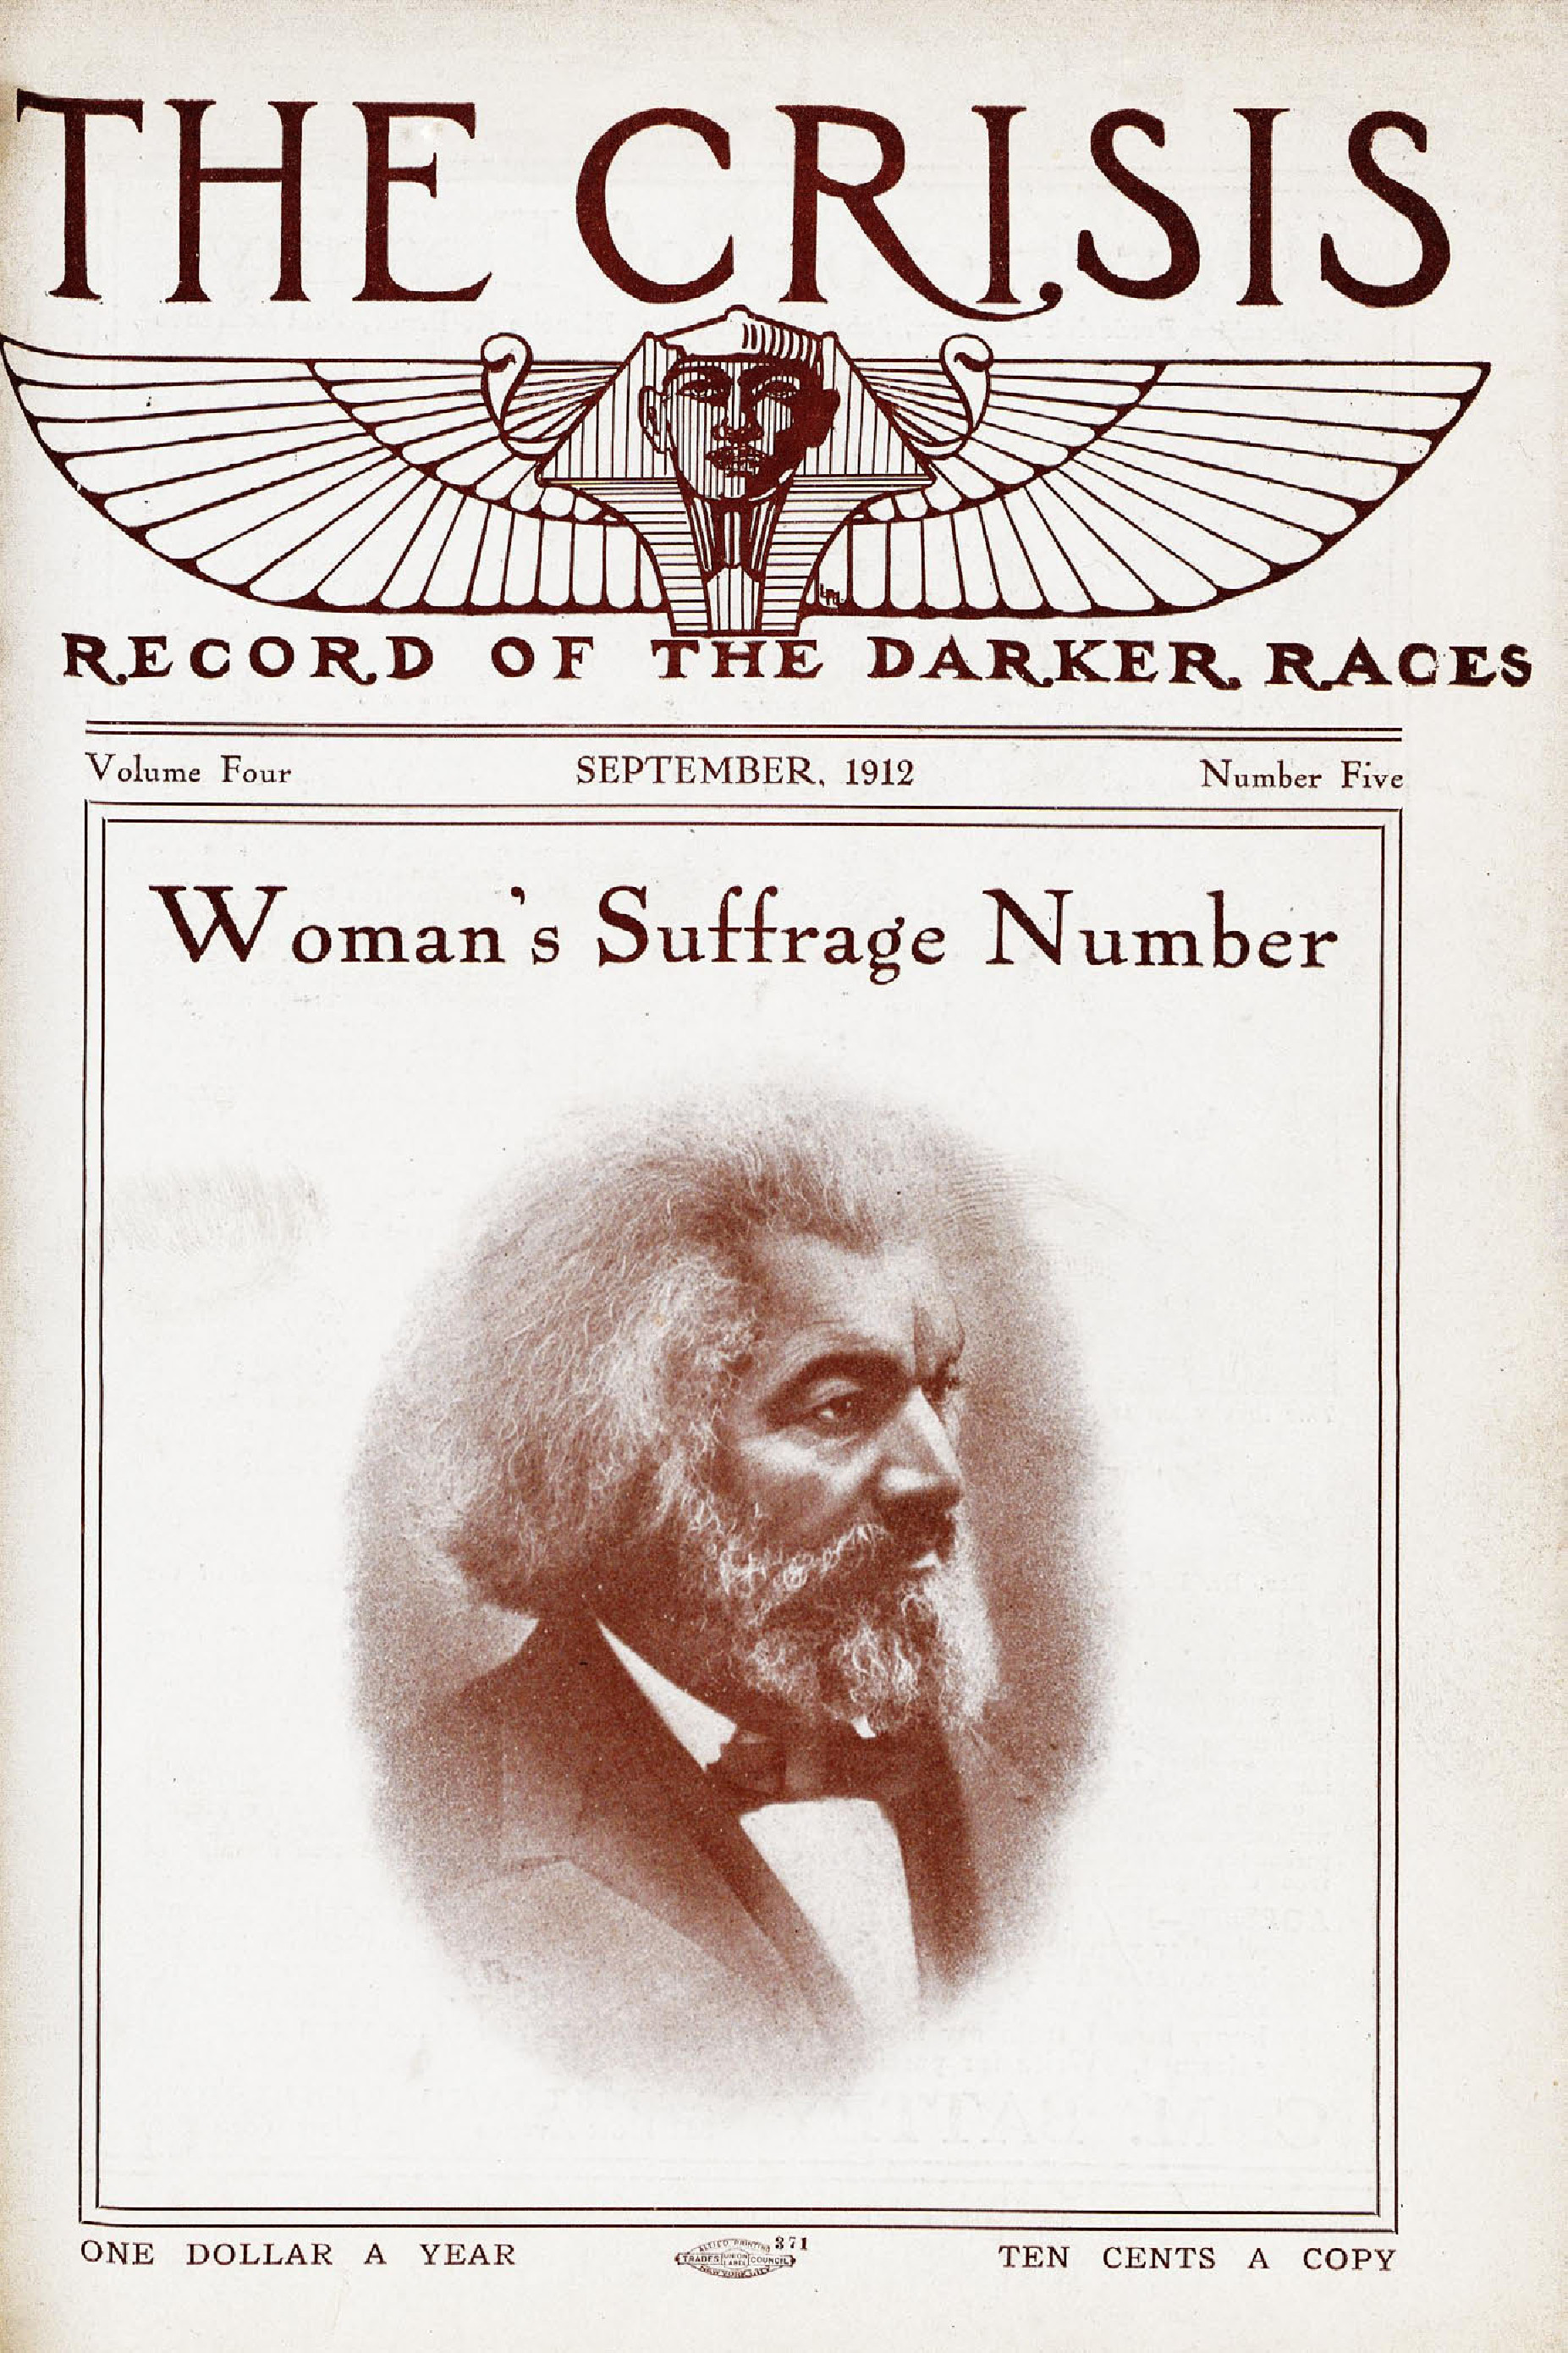 THE CRISIS
RECORD OF THE DARKER RACES
Volume Four SEPTEMBER, 1912 Number Five
Woman's Suffrage Number
ONE DOLLAR A YEAR
ALLIED PRINTING 371
TRADES UNION LABEL COUNCIL
NEW YORK CITY
TEN CENTS A COPY